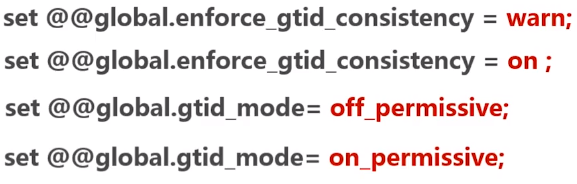 set @@global.enforce_gtid_consistency = warn;
set @@global.enforce_gtid_consistency = on ;
set @@global.gtid_mode= off_permissive;
set @@global.gtid_mode= on_permissive;